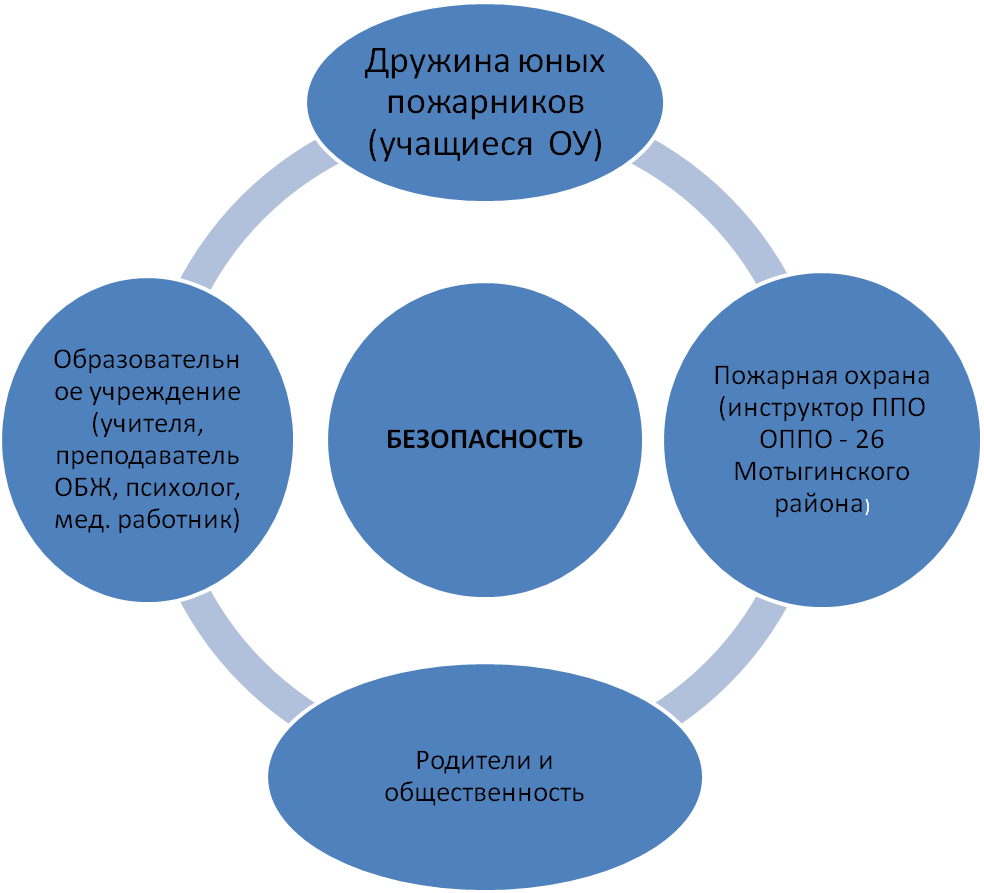 Дружина юных
пожарников
(учащиеся ОУ)
Образовательн
ое учреждение
(учителя,
преподаватель
ОБЖ, психолог,
мед. работник)
БЕЗОПАСНОСТЬ
Пожарная охрана
(инструктор ППО
ОППО - 26
Мотыгинского
района)
Родители и
общественность